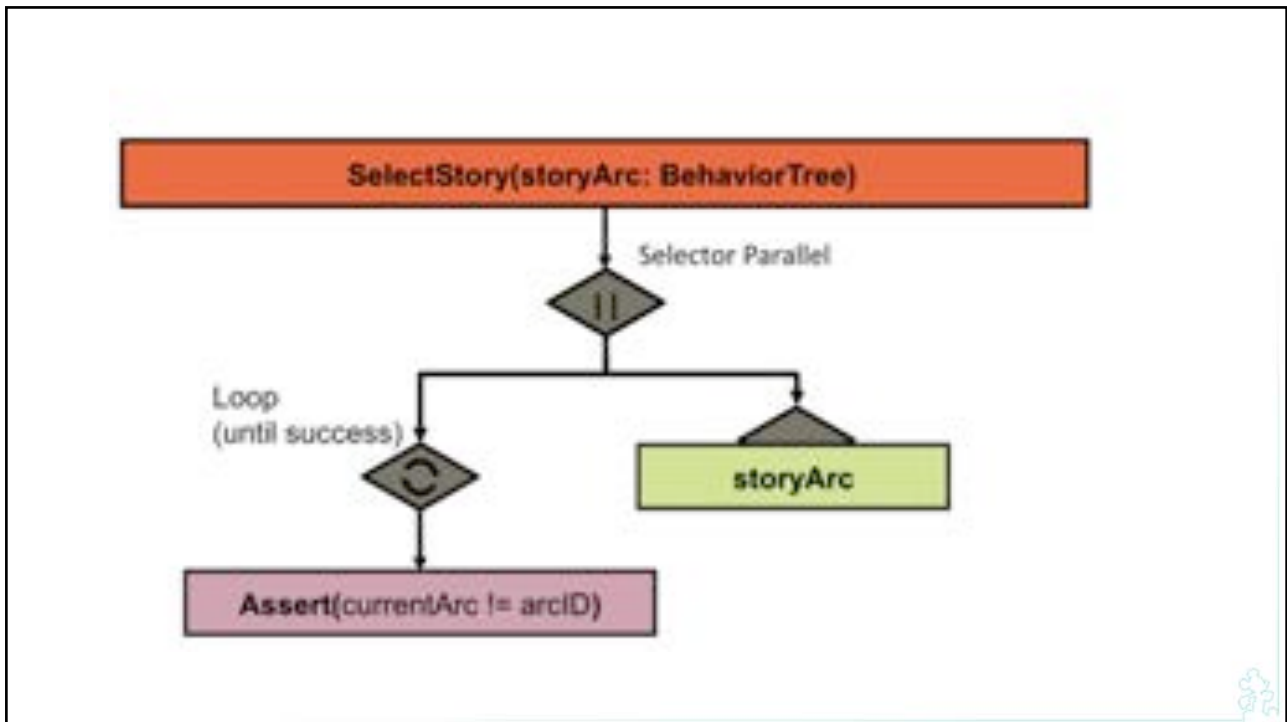 SelectStory(storyArc: BehaviorTree)
Selector Parallel
||
Loop
(until success)
storyArc
Assert(currentArc != arcID)